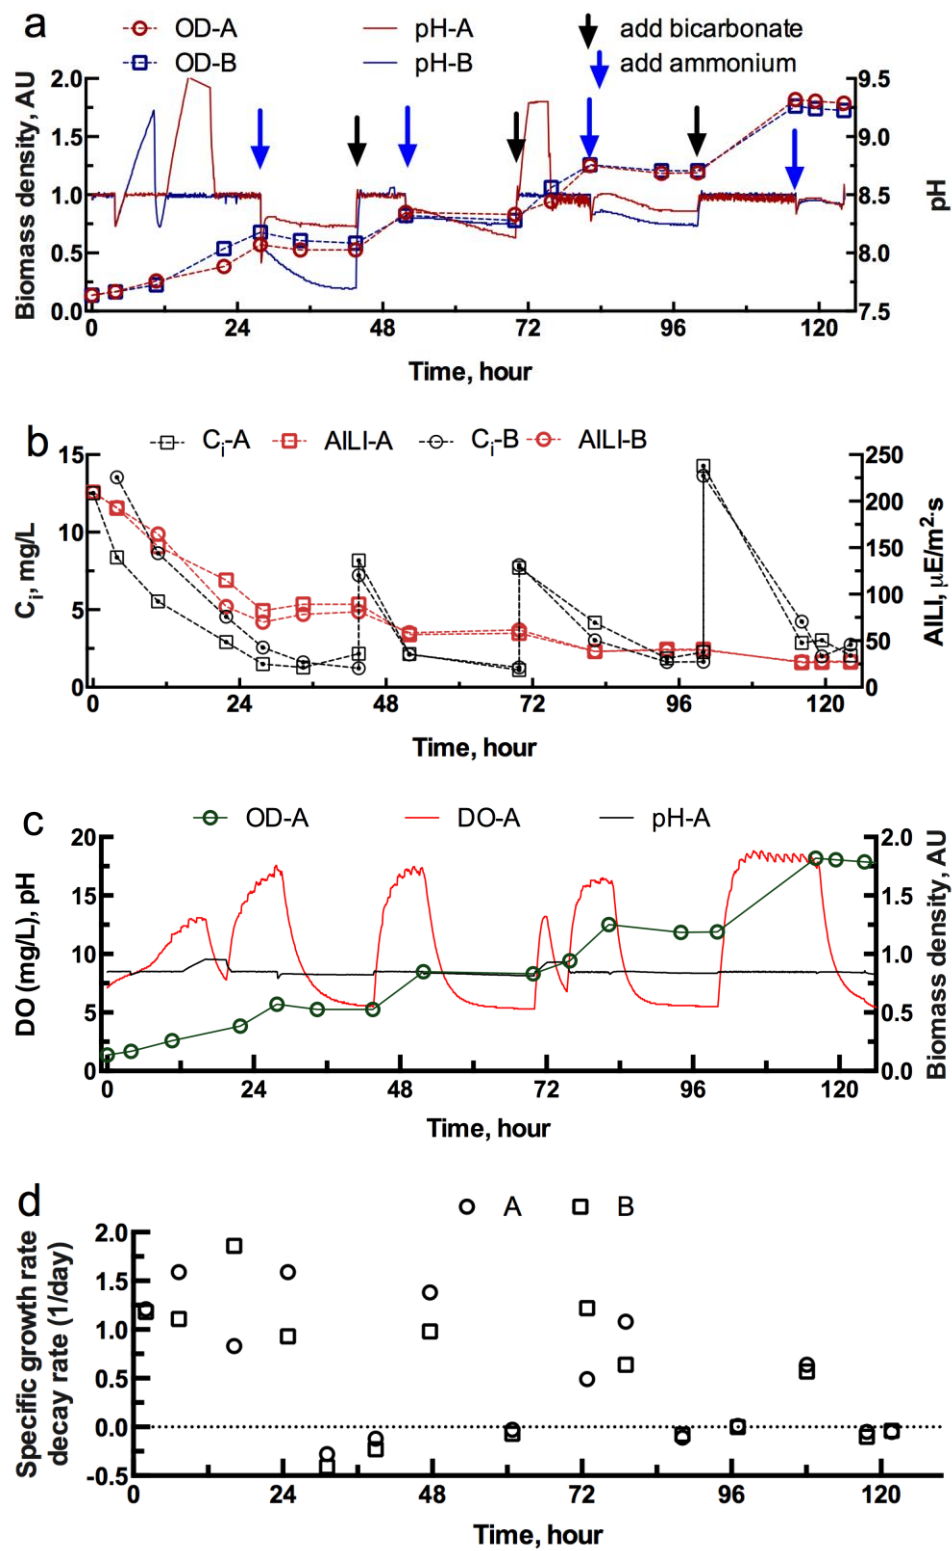 a
OD-A pH-A add bicarbonate
OD-B pH-B add ammonium
2.0 9.5
1.5 9.0
1.0 8.5
0.5 8.0
0.0 7.5
Biomass density, AU
pH
0 24 48 72 96 120
Time, hour
b
Ci-A AILI-A Ci-B AILI-B
15 250
200
10 150
5 100
50
0 0
Ci, mg/L
AILI, μE/m²·s
0 24 48 72 96 120
Time, hour
c
OD-A DO-A pH-A
20 2.0
15 1.5
10 1.0
5 0.5
0 0.0
DO (mg/L), pH
Biomass density, AU
0 24 48 72 96 120
Time, hour
d
A B
2.0
1.5
1.0
0.5
0.0
-0.5
Specific growth rate
decay rate (1/day)
0 24 48 72 96 120
Time, hour